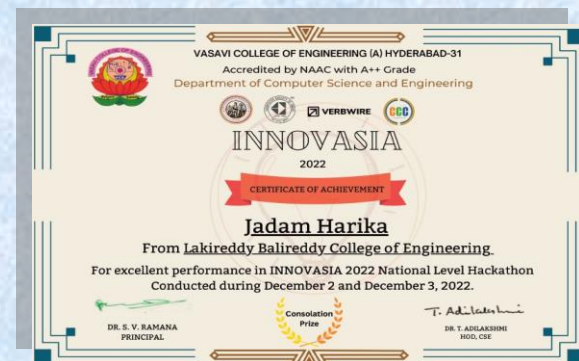 VASAVI COLLEGE OF ENGINEERING (A) HYDERABAD-31
Accredited by NAAC with A++ Grade
Department of Computer Science and Engineering
VERBWIRE
CCC
INNOVASIA
2022
CERTIFICATE OF ACHIEVEMENT
Jadam Harika
From Lakireddy Balireddy College of Engineering
For excellent performance in INNOVASIA 2022 National Level Hackathon
Conducted during December 2 and December 3, 2022.
Consolation
Prize
T. Adilakshmi
DR. S. V. RAMANA
PRINCIPAL
DR. T. ADILAKSHMI
HOD, CSE